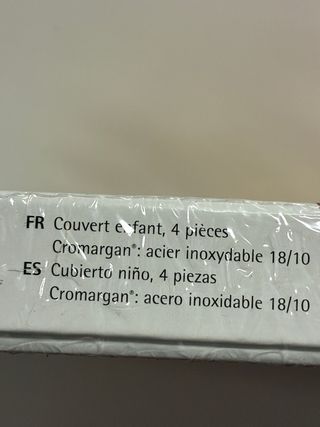 FR Couvert enfant, 4 pièces
Cromargan®: acier inoxydable 18/10
ES Cubierto niño, 4 piezas
Cromargan®: acero inoxidable 18/10